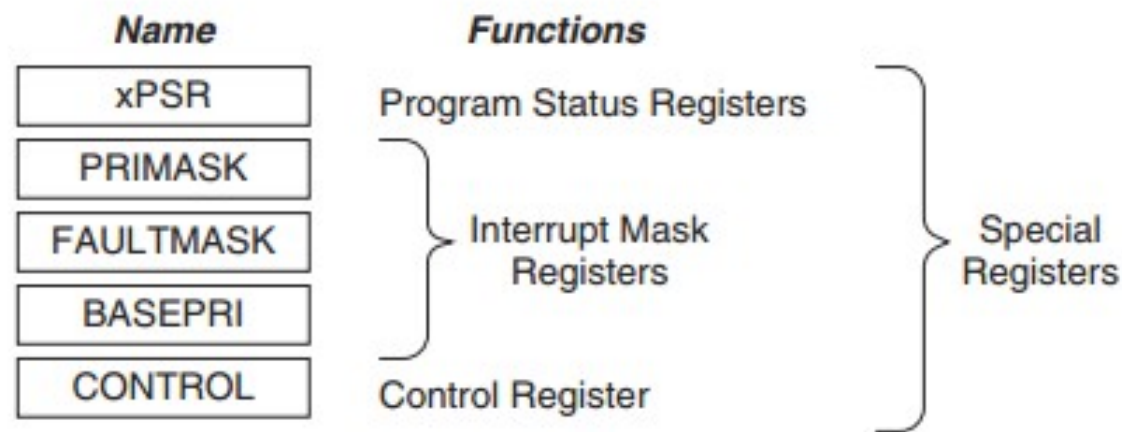 Name Functions
xPSR Program Status Registers
PRIMASK
FAULTMASK Interrupt Mask Registers Special Registers
BASEPRI
CONTROL Control Register